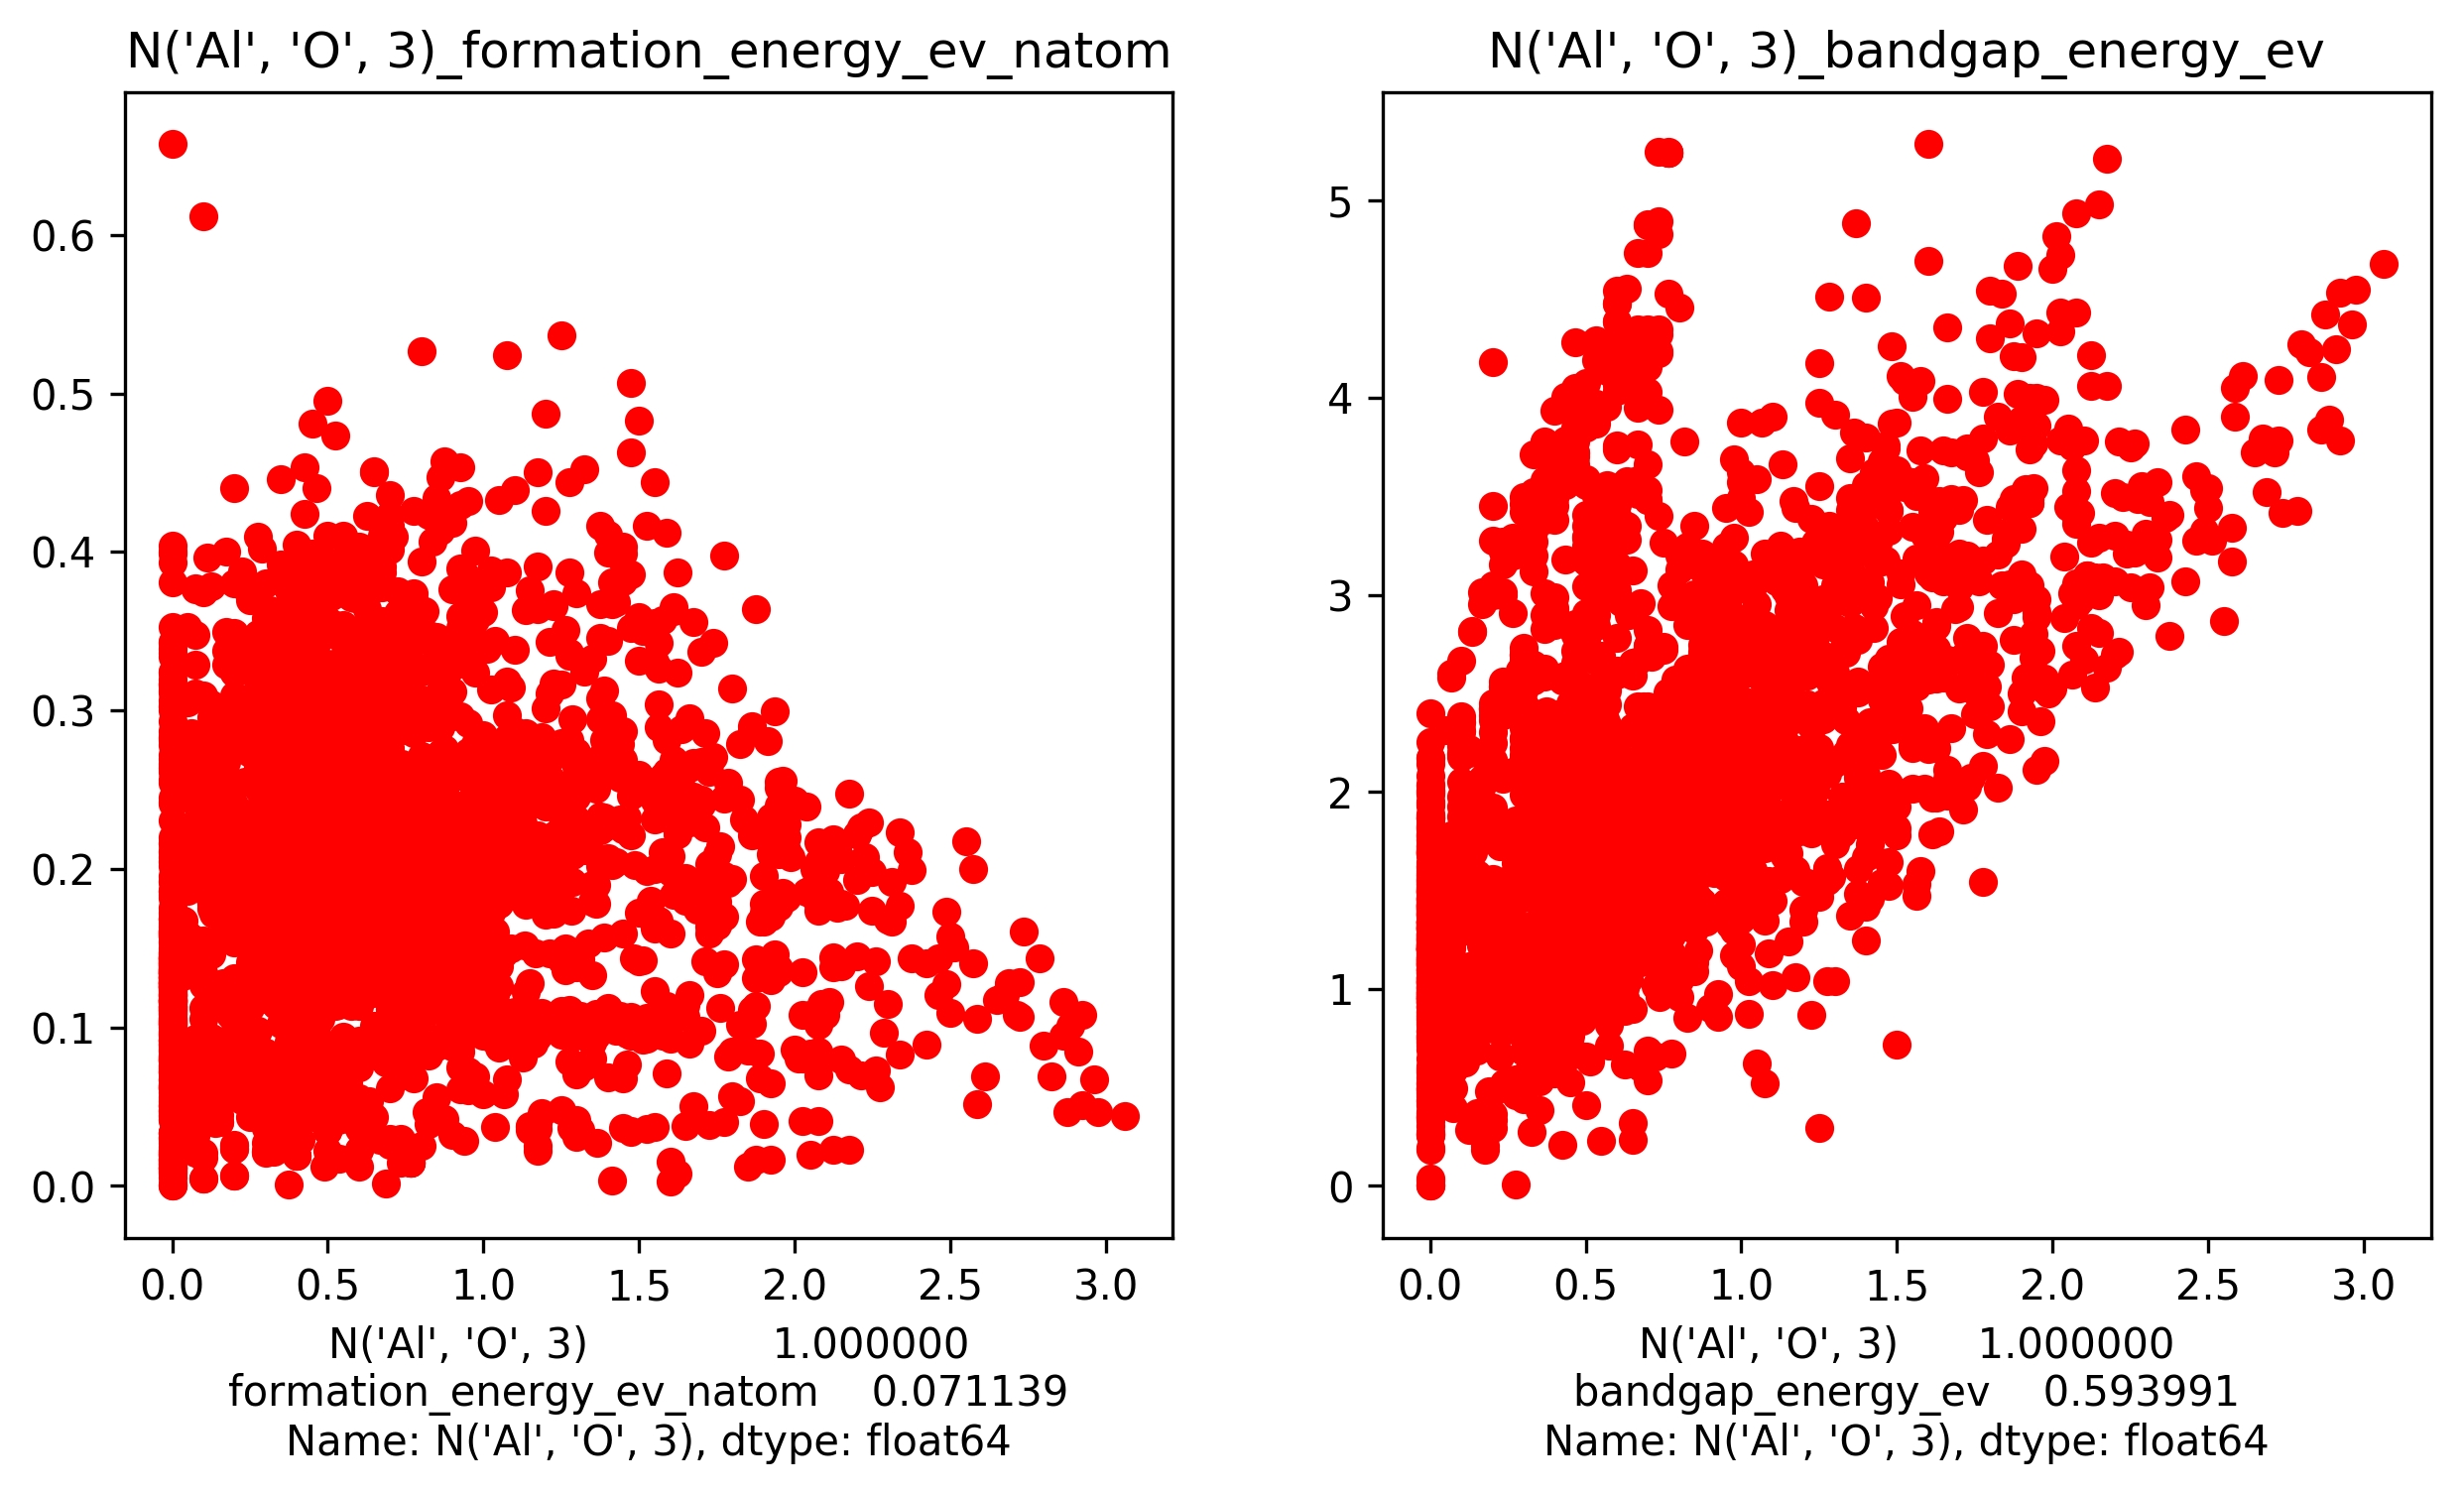 N('Al', 'O', 3)_formation_energy_ev_natom
0.6
0.5
0.4
0.3
0.2
0.1
0.0
0.0 0.5 1.0 1.5 2.0 2.5 3.0
N('Al', 'O', 3) 1.000000
formation_energy_ev_natom 0.071139
Name: N('Al', 'O', 3), dtype: float64
N('Al', 'O', 3)_bandgap_energy_ev
5
4
3
2
1
0
0.0 0.5 1.0 1.5 2.0 2.5 3.0
N('Al', 'O', 3) 1.000000
bandgap_energy_ev 0.593991
Name: N('Al', 'O', 3), dtype: float64